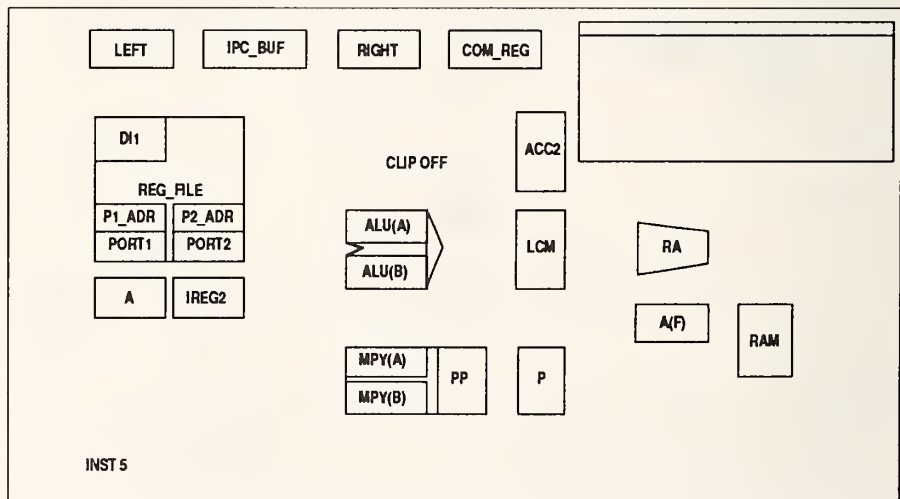 LEFT
IPC_BUF
RIGHT
COM_REG
DI1
REG_FILE
P1_ADR
P2_ADR
PORT1
PORT2
A
IREG2
CLIP OFF
ACC2
ALU(A)
ALU(B)
LCM
RA
A(F)
RAM
MPY(A)
MPY(B)
PP
P
INST 5